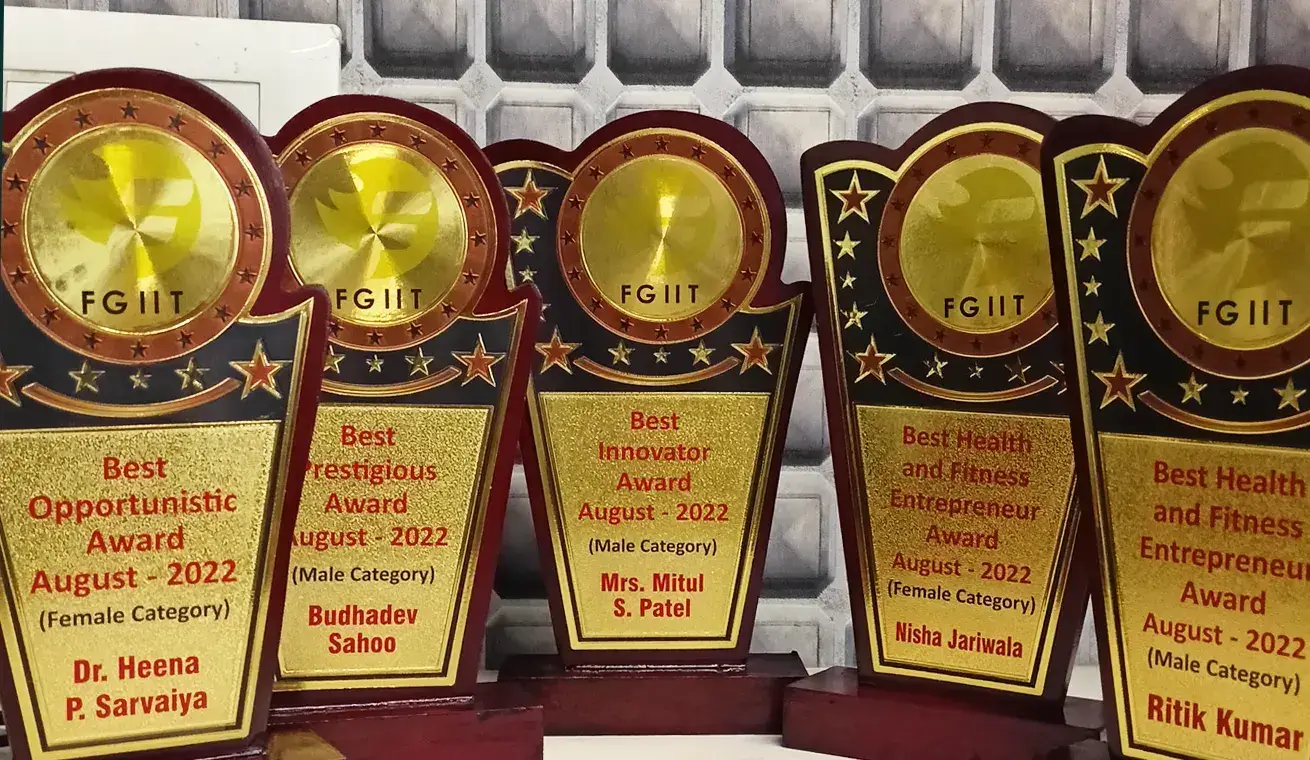 FGIIT
Best
Opportunistic
Award
August - 2022
(Female Category)
Dr. Heena
P. Sarvaiya
FGIIT
Best
Prestigious
Award
August - 2022
(Male Category)
Budhadev
Sahoo
FGIIT
Best
Innovator
Award
August - 2022
(Male Category)
Mrs. Mitul
S. Patel
FGIIT
Best Health
and Fitness
Entrepreneur
Award
August - 2022
(Female Category)
Nisha Jariwala
FGIIT
Best Health
and Fitness
Entrepreneur
Award
August - 2022
(Male Category)
Ritik Kumar